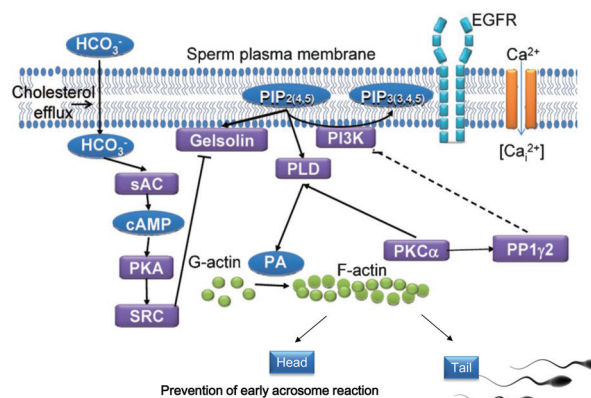 HCO₃⁻
Sperm plasma membrane
EGFR
Ca²⁺
Cholesterol
efflux
PIP₂(4,5)
PIP₃(3,4,5)
HCO₃⁻
Gelsolin
PI3K
[Caᵢ²⁺]
sAC
PLD
cAMP
PKCα
PP1γ2
PKA
G-actin
PA
F-actin
SRC
Head
Tail
Prevention of early acrosome reaction